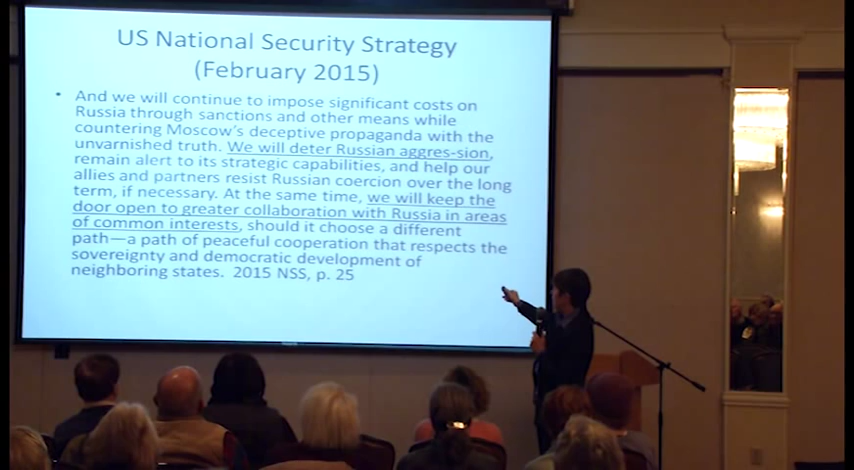 US National Security Strategy
(February 2015)
• And we will continue to impose significant costs on
Russia through sanctions and other means while
countering Moscow's deceptive propaganda with the
unvarnished truth. We will deter Russian aggres-sion,
remain alert to its strategic capabilities, and help our
allies and partners resist Russian coercion over the long
term, if necessary. At the same time, we will keep the
door open to greater collaboration with Russia in areas
of common interests, should it choose a different
path—a path of peaceful cooperation that respects the
sovereignty and democratic development of
neighboring states. 2015 NSS, p. 25